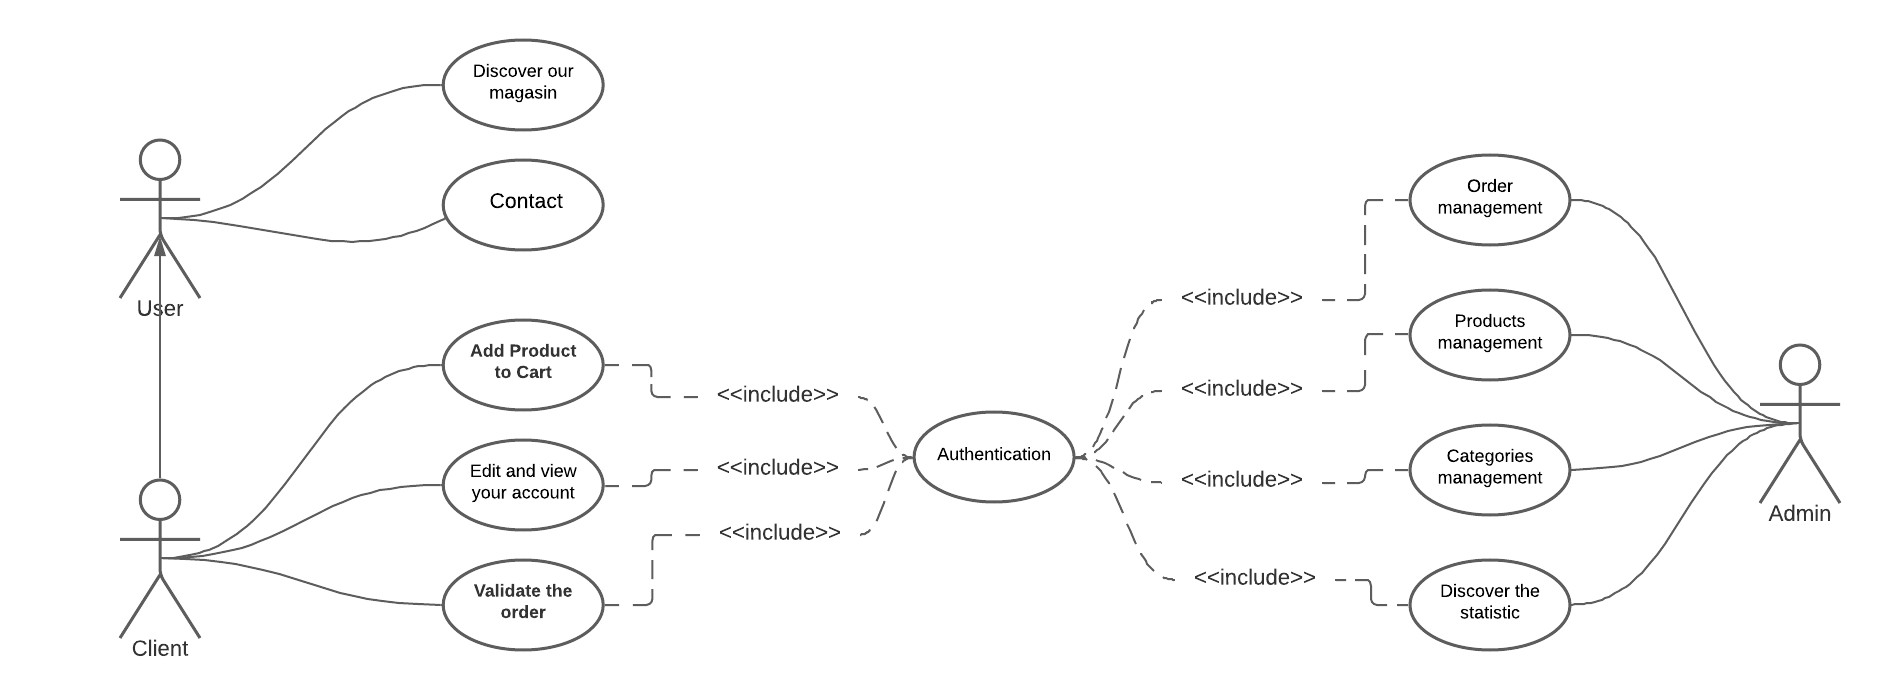 Discover our
magasin
Contact
User
Add Product
to Cart
<<include>>
Edit and view
your account
<<include>>
Validate the
order
<<include>>
Client
Authentication
Order
management
<<include>>
Products
management
<<include>>
Categories
management
<<include>>
Discover the
statistic
<<include>>
Admin